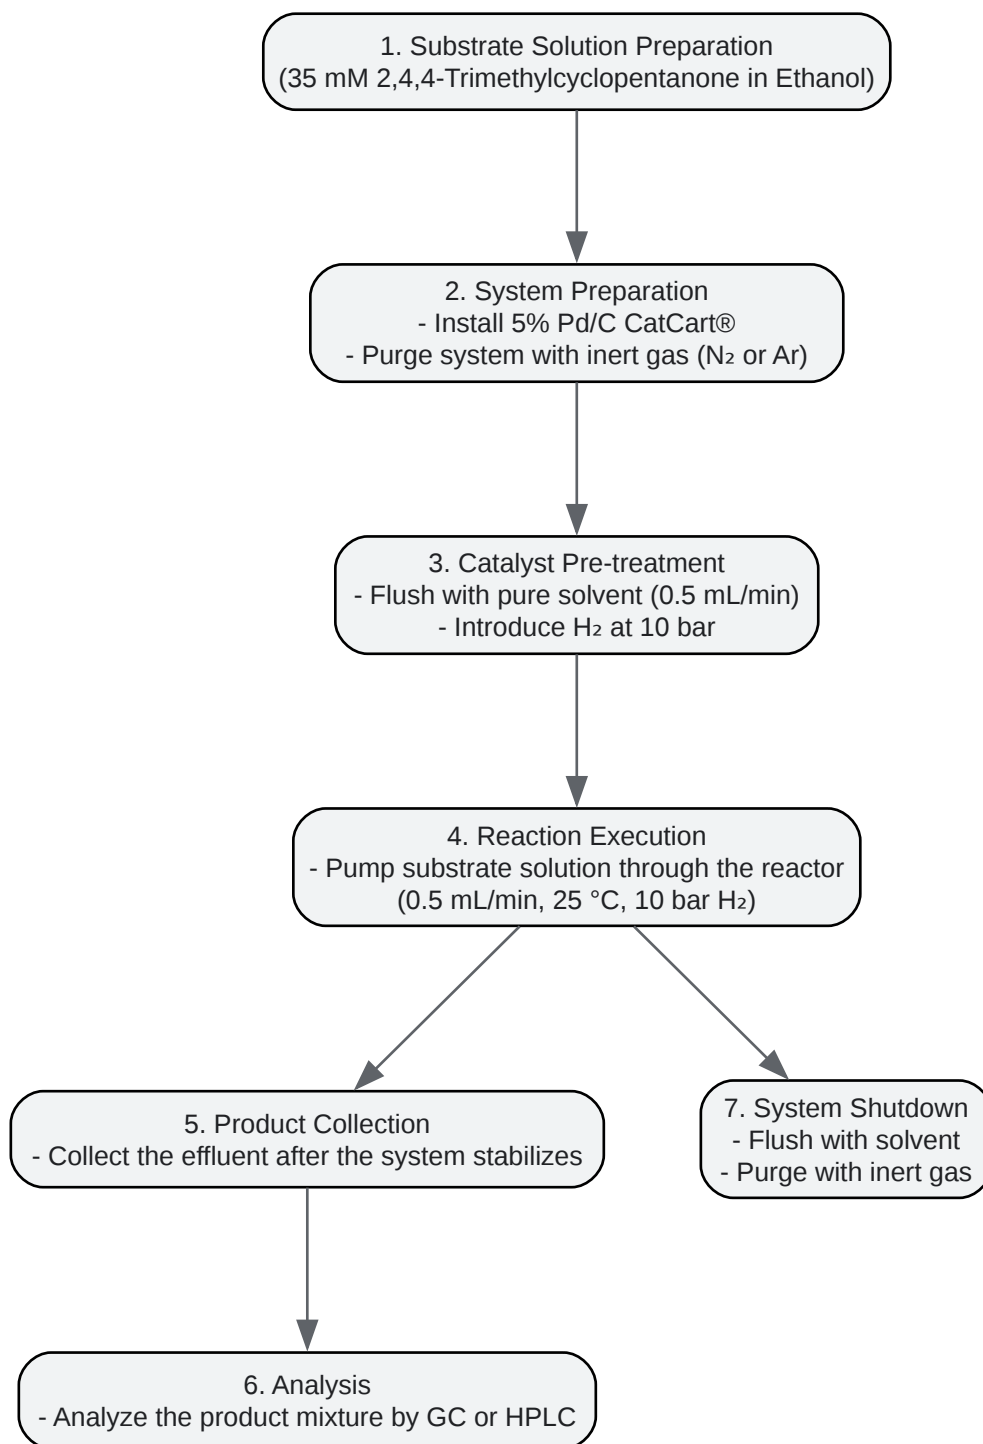 1. Substrate Solution Preparation
(35 mM 2,4,4-Trimethylcyclopentanone in Ethanol)
2. System Preparation
- Install 5% Pd/C CatCart®
- Purge system with inert gas (N₂ or Ar)
3. Catalyst Pre-treatment
- Flush with pure solvent (0.5 mL/min)
- Introduce H₂ at 10 bar
4. Reaction Execution
- Pump substrate solution through the reactor
(0.5 mL/min, 25 °C, 10 bar H₂)
5. Product Collection
- Collect the effluent after the system stabilizes
7. System Shutdown
- Flush with solvent
- Purge with inert gas
6. Analysis
- Analyze the product mixture by GC or HPLC